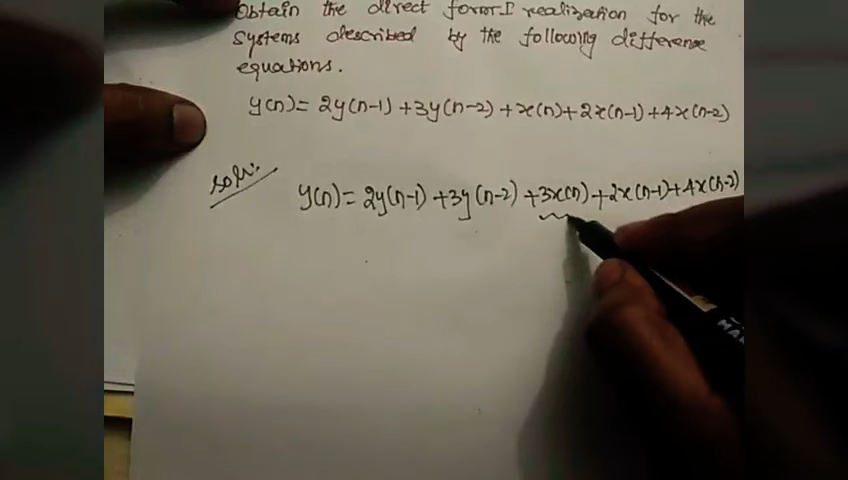 Obtain the direct form I realization for the
systems described by the following difference
equations.
y(n)= 2y(n-1) +3y(n-2) +x(n)+2x(n-1)+4x(n-2)
soln:
y(n)= 2y(n-1) +3y(n-2) +3x(n) +2x(n-1)+4x(n-2)